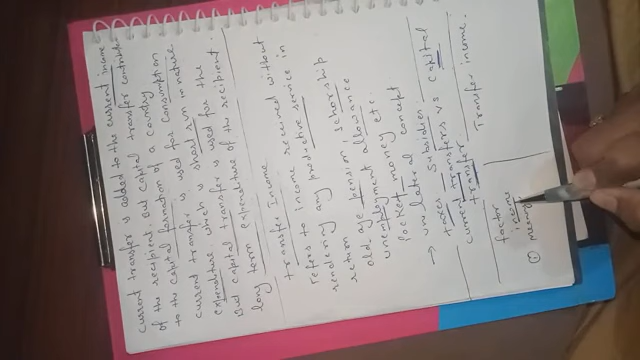 current transfer is added to the current income
of the recipient. But capital transfer contribute
to the capital formation of a country
current transfer is used for consumption
expenditure which is short run in nature
But capital transfer is used for the
long term expenditure of the recipient.
Transfer Income
refers to income received without
rendering any productive service in
return old age pension, schorship
unemployment allowance
pocket money etc.
→ unilateral concept
taxes subsidies
current transfers vs capital
transfer.
factor
income
Transfer income.
① Meaning